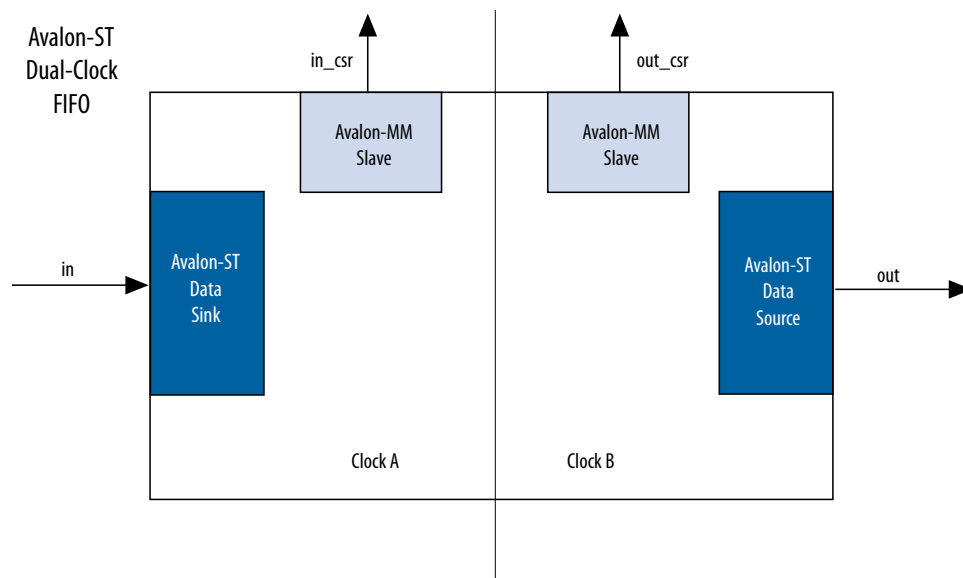 Avalon-ST
Dual-Clock
FIFO
in_csr
out_csr
Avalon-MM
Slave
Avalon-MM
Slave
in
Avalon-ST
Data
Sink
Avalon-ST
Data
Source
out
Clock A
Clock B